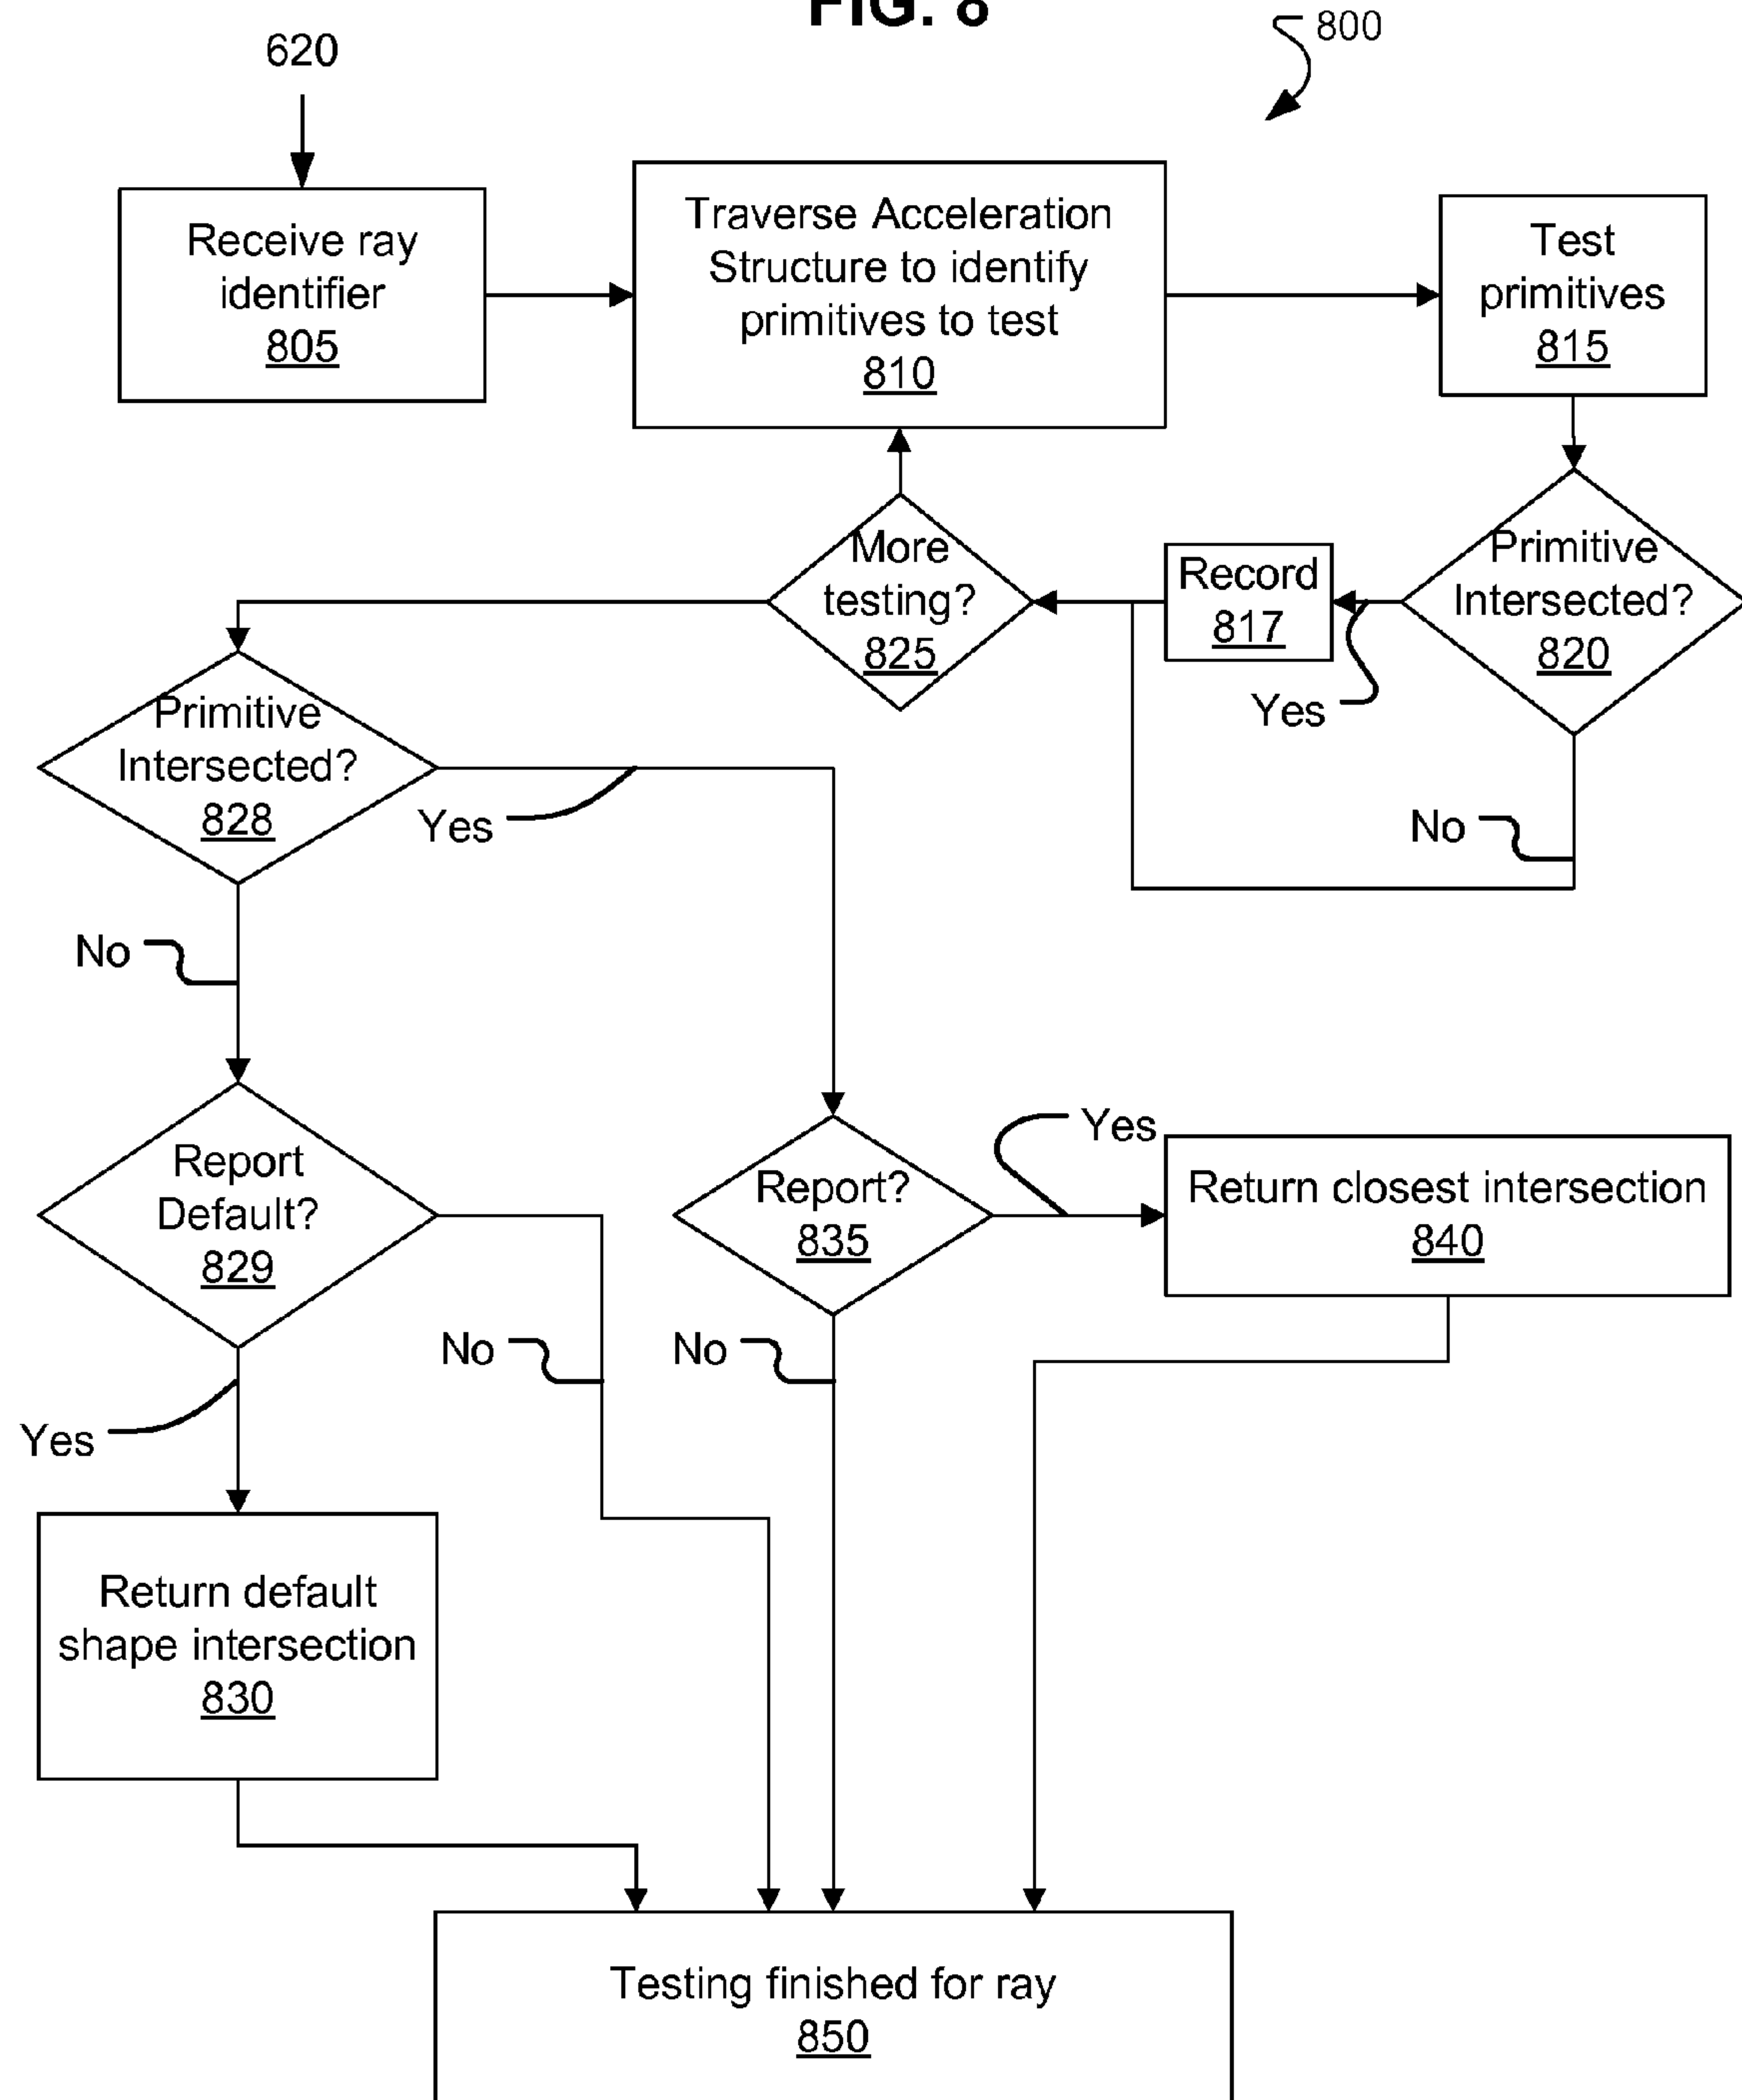 FIG. 8
800
620
Receive ray
identifier
805
Traverse Acceleration
Structure to identify
primitives to test
810
Test
primitives
815
More
testing?
825
Record
817
Primitive
Intersected?
820
Yes
No
Primitive
Intersected?
828
Yes
No
Report
Default?
829
Report?
835
Yes
Return closest intersection
840
No
No
Yes
Return default
shape intersection
830
Testing finished for ray
850